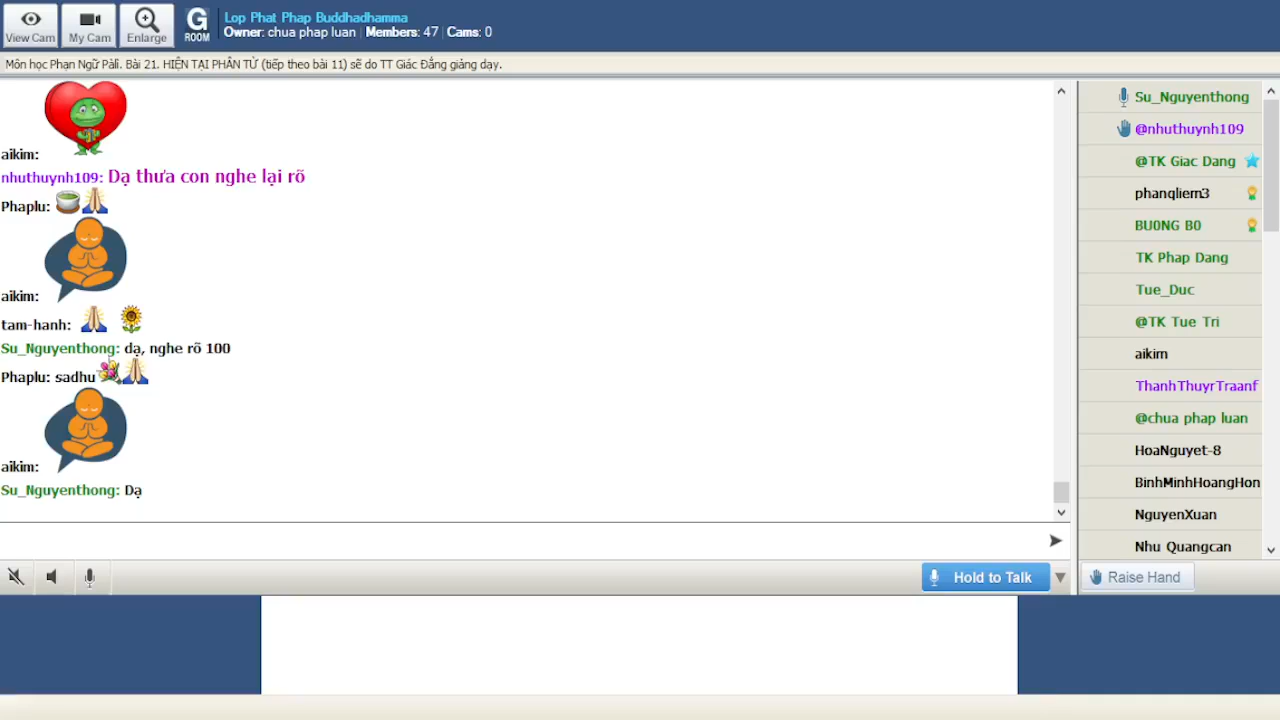 View Cam
My Cam
Enlarge
G
ROOM
Lop Phat Phap Buddhadhamma
Owner: chua phap luan | Members: 47 | Cams: 0
Môn học Phạn Ngữ Pāli. Bài 21. HIỆN TẠI PHÂN TỪ (tiếp theo bài 11) sẽ do TT Giác Đẳng giảng dạy.
aikim:
nhuthuynh109: Dạ thưa con nghe lại rõ
Phaplu:
aikim:
tam-hanh:
Su_Nguyenthong: dạ, nghe rõ 100
Phaplu: sadhu
aikim:
Su_Nguyenthong: Dạ
Hold to Talk
Su_Nguyenthong
@nhuthuynh109
@TK Giac Dang
phanqliem3
BU0NG B0
TK Phap Dang
Tue_Duc
@TK Tue Tri
aikim
ThanhThuyrTraanf
@chua phap luan
HoaNguyet-8
BinhMinhHoangHon
NguyenXuan
Nhu Quangcan
Raise Hand